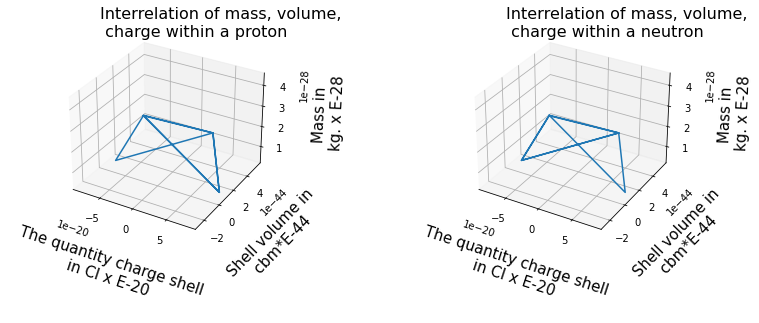 Interrelation of mass, volume,
charge within a proton
1e−28
4
3
2
1
Mass in
kg. x E-28
4
2
0
−2
1e−44
Shell volume in
cbm*E-44
−5
0
5
1e−20
The quantity charge shell
in Cl x E-20
Interrelation of mass, volume,
charge within a neutron
1e−28
4
3
2
1
Mass in
kg. x E-28
4
2
0
−2
1e−44
Shell volume in
cbm*E-44
−5
0
5
1e−20
The quantity charge shell
in Cl x E-20